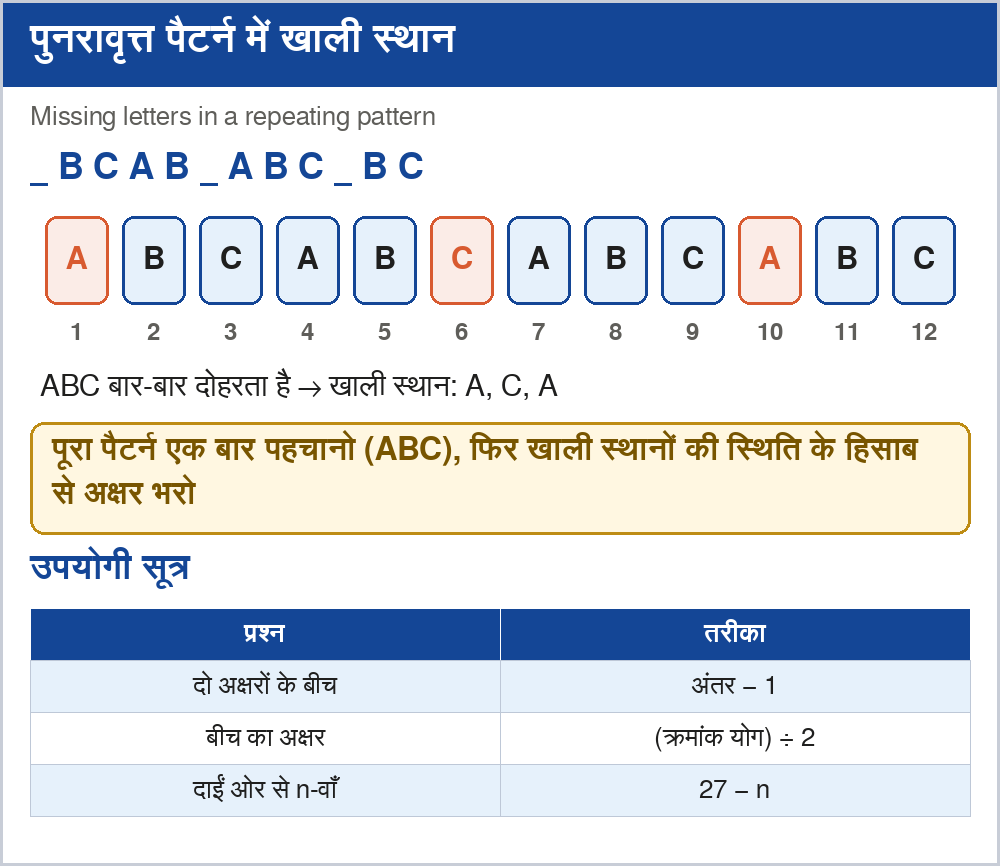 पुनरावृत्त पैटर्न में खाली स्थान
Missing letters in a repeating pattern
_ B C A B _ A B C _ B C
A B C A B C A B C A B C
1 2 3 4 5 6 7 8 9 10 11 12
ABC बार-बार दोहरता है → खाली स्थान: A, C, A
पूरा पैटर्न एक बार पहचानो (ABC), फिर खाली स्थानों की स्थिति के हिसाब
से अक्षर भरो
उपयोगी सूत्र
प्रश्न तरीका
दो अक्षरों के बीच अंतर – 1
बीच का अक्षर (क्रमांक योग) ÷ 2
दाईं ओर से n-वाँ 27 – n